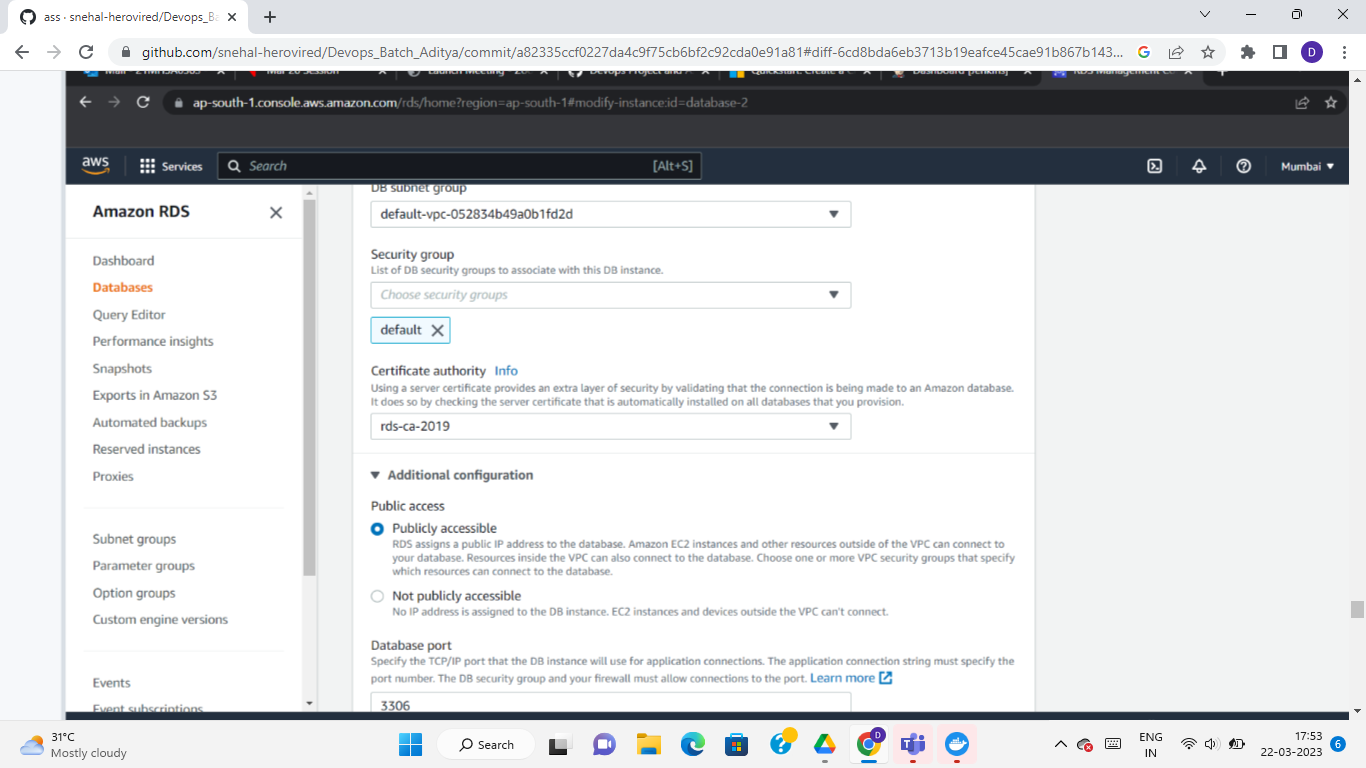 ass · snehal-herovired/Devops_Ba
github.com/snehal-herovired/Devops_Batch_Aditya/commit/a82335ccf0227da4c9f75cb6bf2c92cda0e91a81#diff-6cd8bda6eb3713b19eafce45cae91b867b143...
D
ap-south-1.console.aws.amazon.com/rds/home?region=ap-south-1#modify-instance:id=database-2
aws
Services
Search
[Alt+S]
Mumbai
Amazon RDS
Dashboard
Databases
Query Editor
Performance insights
Snapshots
Exports in Amazon S3
Automated backups
Reserved instances
Proxies
Subnet groups
Parameter groups
Option groups
Custom engine versions
Events
Event subscriptions
DB subnet group
default-vpc-052834b49a0b1fd2d
Security group
List of DB security groups to associate with this DB instance.
Choose security groups
default
Certificate authority Info
Using a server certificate provides an extra layer of security by validating that the connection is being made to an Amazon database.
It does so by checking the server certificate that is automatically installed on all databases that you provision.
rds-ca-2019
Additional configuration
Public access
Publicly accessible
RDS assigns a public IP address to the database. Amazon EC2 instances and other resources outside of the VPC can connect to
your database. Resources inside the VPC can also connect to the database. Choose one or more VPC security groups that specify
which resources can connect to the database.
Not publicly accessible
No IP address is assigned to the DB instance. EC2 instances and devices outside the VPC can't connect.
Database port
Specify the TCP/IP port that the DB instance will use for application connections. The application connection string must specify the
port number. The DB security group and your firewall must allow connections to the port. Learn more
3306
31°C
Mostly cloudy
Search
D
ENG
IN
17:53
22-03-2023
6